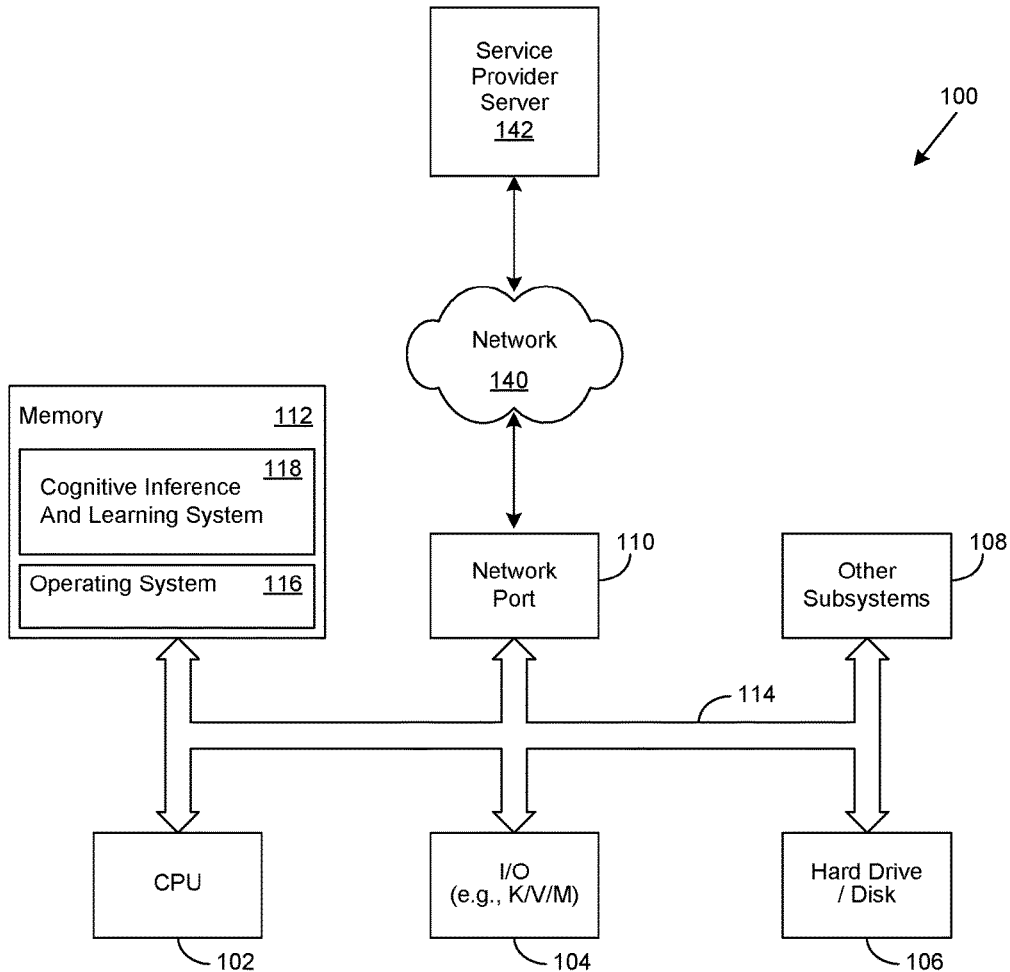 Service
Provider
Server
142
100
Network
140
Memory 112
118
Cognitive Inference
And Learning System
Operating System 116
Network
Port
110
Other
Subsystems
108
114
CPU
102
I/O
(e.g., K/V/M)
104
Hard Drive
/ Disk
106